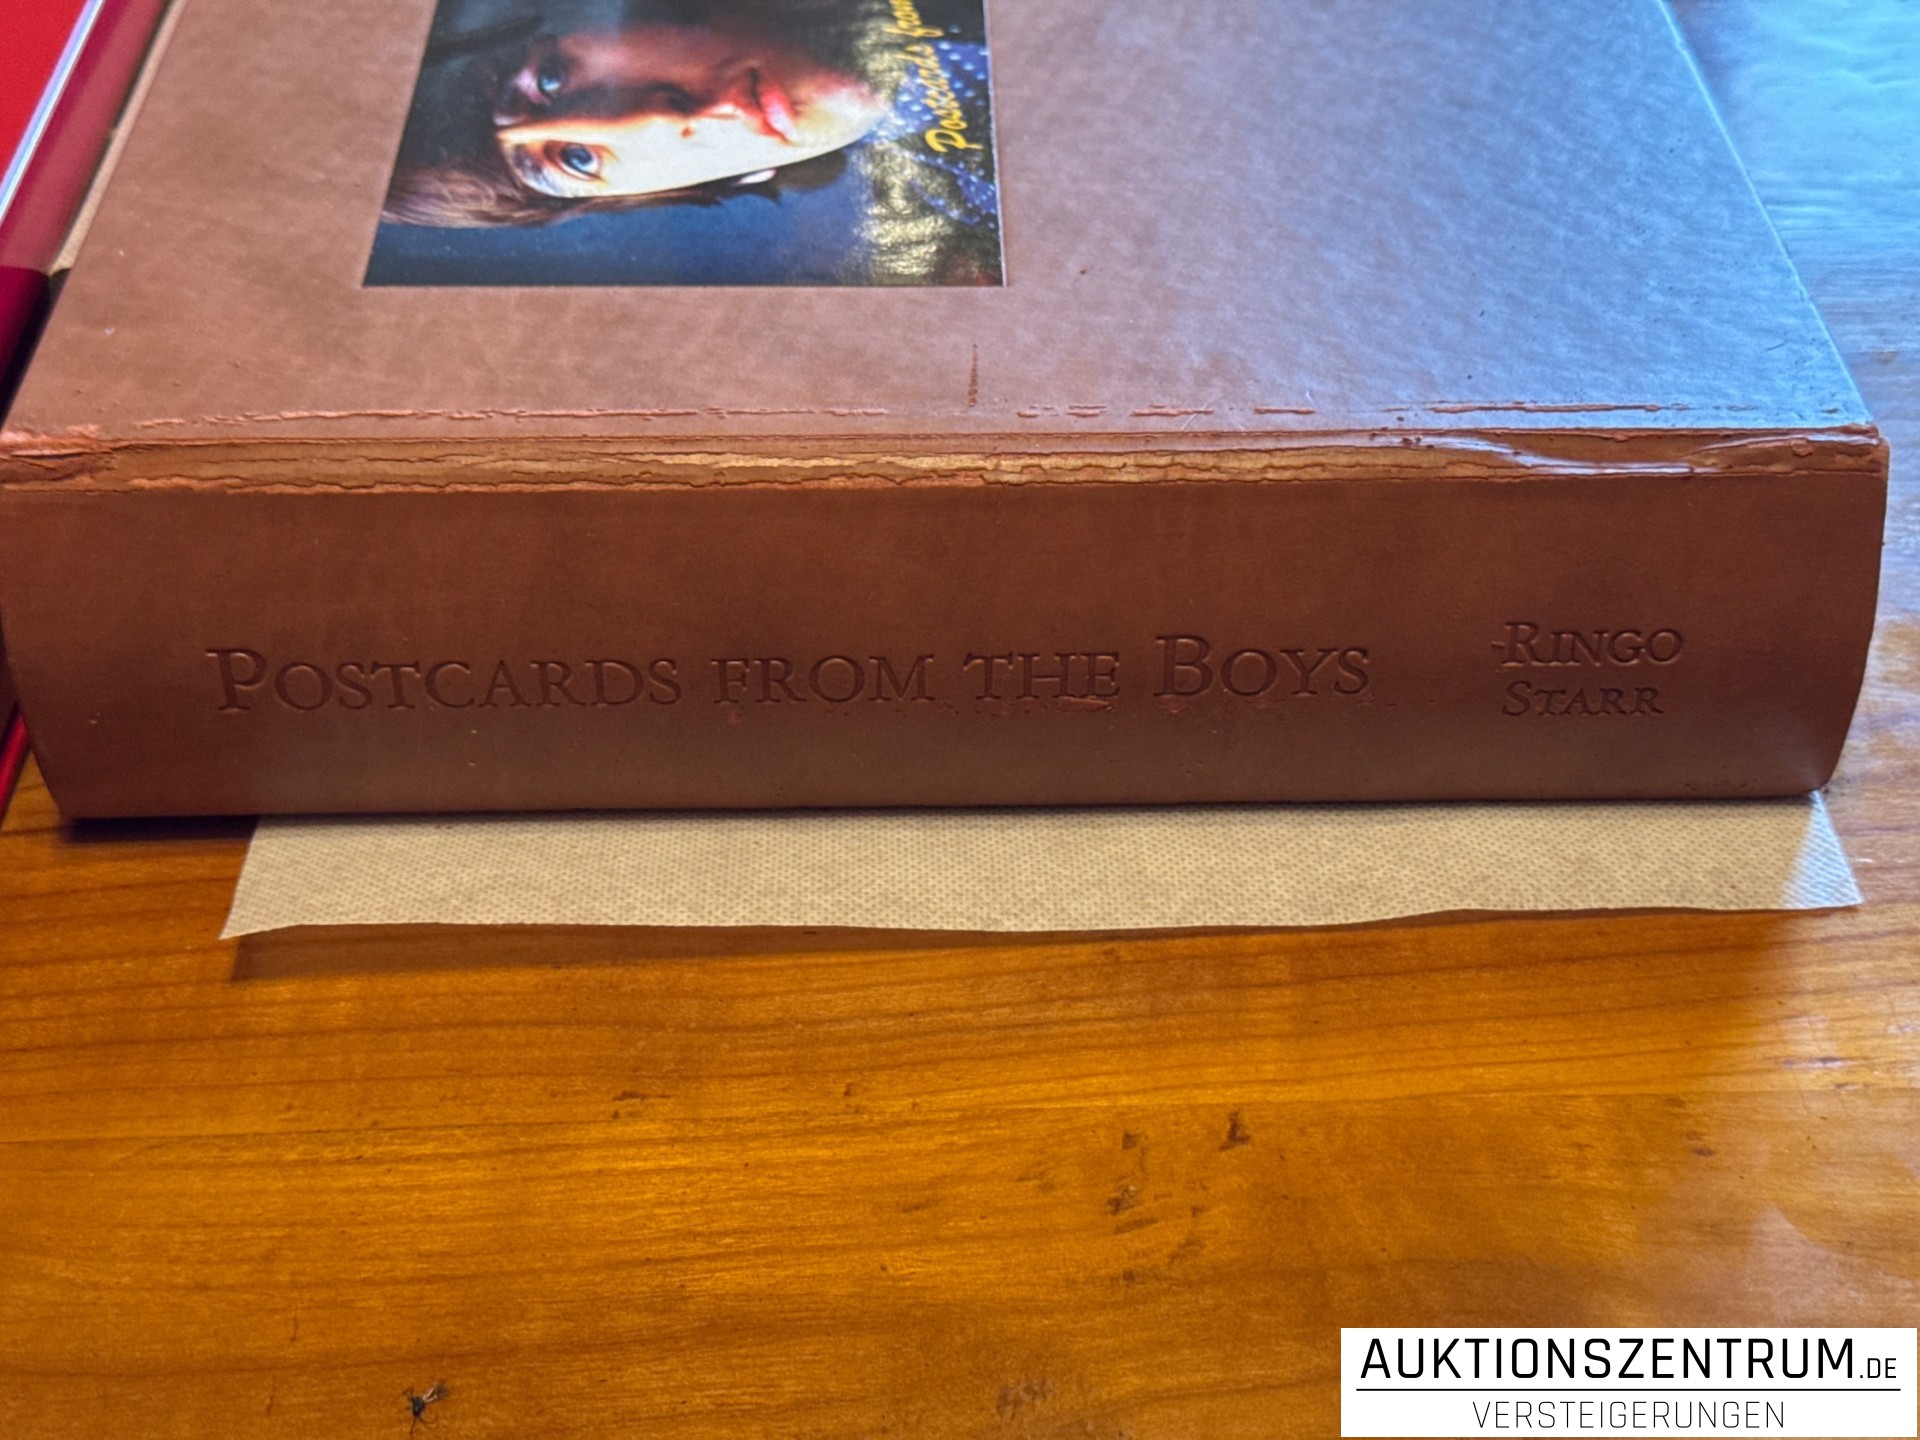 Postcards from
POSTCARDS FROM THE BOYS
RINGO
STARR
AUKTIONSZENTRUM.DE
VERSTEIGERUNGEN